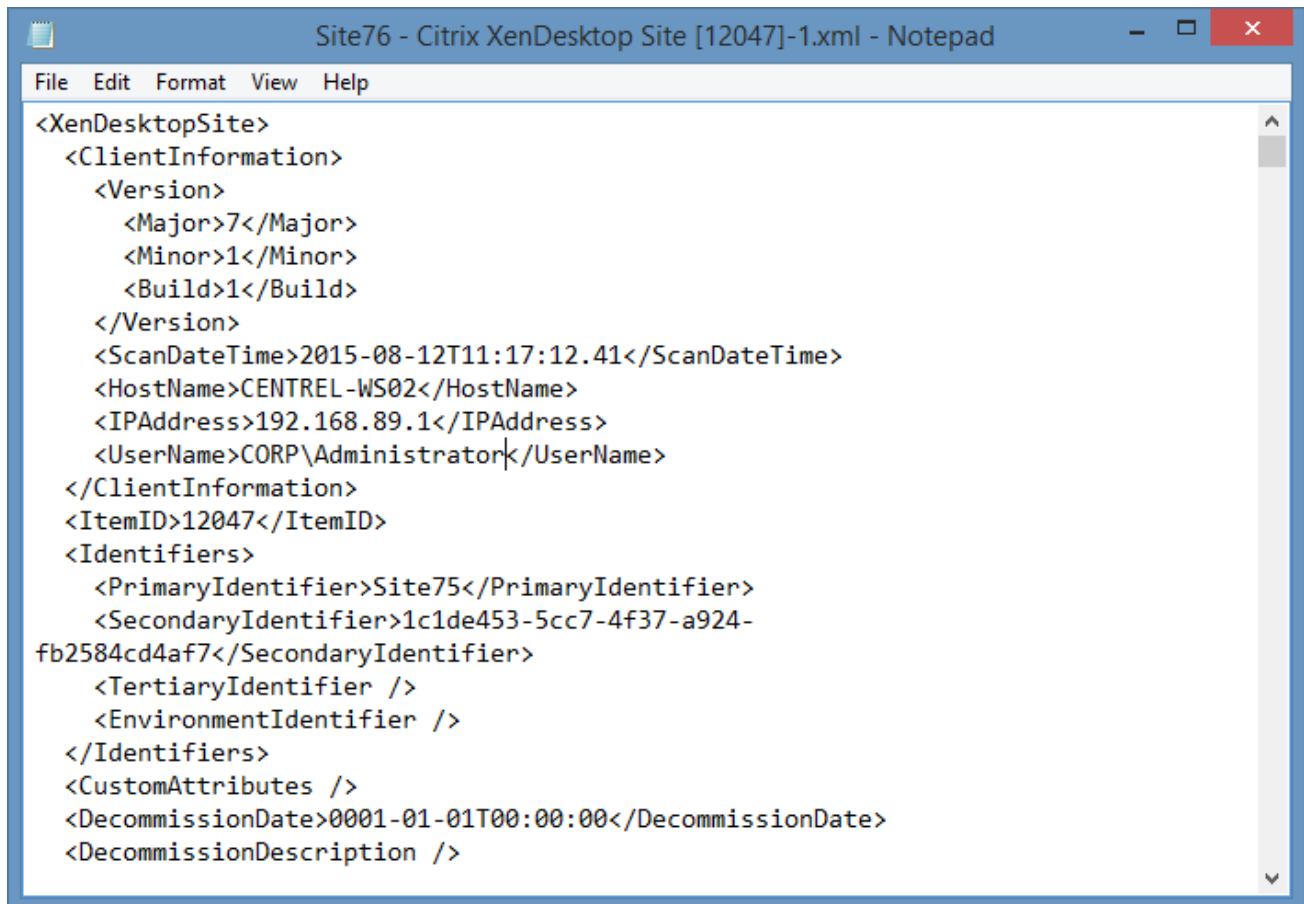 Site76 - Citrix XenDesktop Site [12047]-1.xml - Notepad
File Edit Format View Help
<XenDesktopSite>
  <ClientInformation>
    <Version>
      <Major>7</Major>
      <Minor>1</Minor>
      <Build>1</Build>
    </Version>
    <ScanDateTime>2015-08-12T11:17:12.41</ScanDateTime>
    <HostName>CENTREL-WS02</HostName>
    <IPAddress>192.168.89.1</IPAddress>
    <UserName>CORP\Administrator</UserName>
  </ClientInformation>
  <ItemID>12047</ItemID>
  <Identifiers>
    <PrimaryIdentifier>Site75</PrimaryIdentifier>
    <SecondaryIdentifier>1c1de453-5cc7-4f37-a924-
fb2584cd4af7</SecondaryIdentifier>
    <TertiaryIdentifier />
    <EnvironmentIdentifier />
  </Identifiers>
  <CustomAttributes />
  <DecommissionDate>0001-01-01T00:00:00</DecommissionDate>
  <DecommissionDescription />